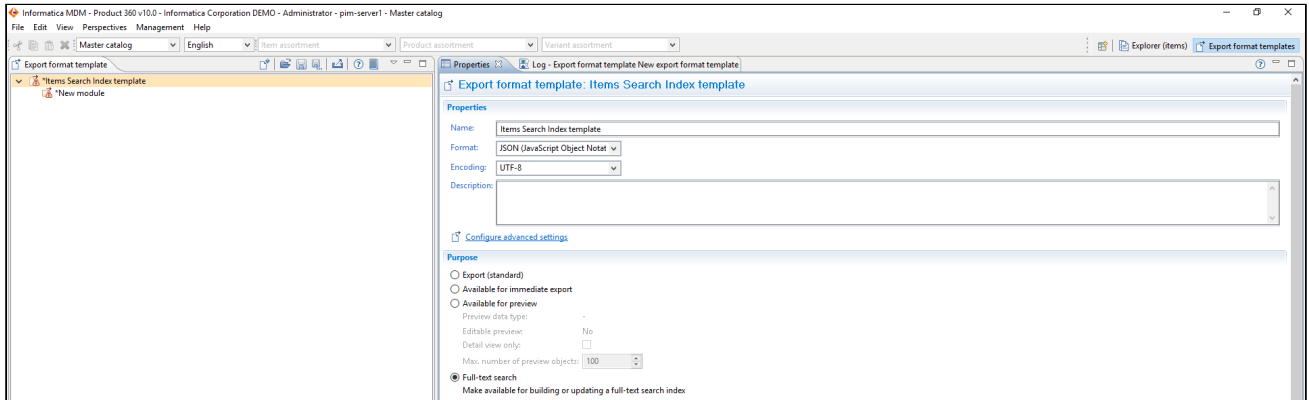 Informatica MDM - Product 360 v10.0 - Informatica Corporation DEMO - Administrator - pim-server1 - Master catalog
File Edit View Perspectives Management Help
Master catalog English Item assortment Product assortment Variant assortment Explorer (items) Export format templates
Export format template
*Items Search Index template
*New module
Properties Log - Export format template New export format template
Export format template: Items Search Index template
Properties
Name: Items Search Index template
Format: JSON (JavaScript Object Notat
Encoding: UTF-8
Description:
Configure advanced settings
Purpose
Export (standard)
Available for immediate export
Available for preview
Preview data type: -
Editable preview: No
Detail view only:
Max. number of preview objects: 100
Full-text search
Make available for building or updating a full-text search index